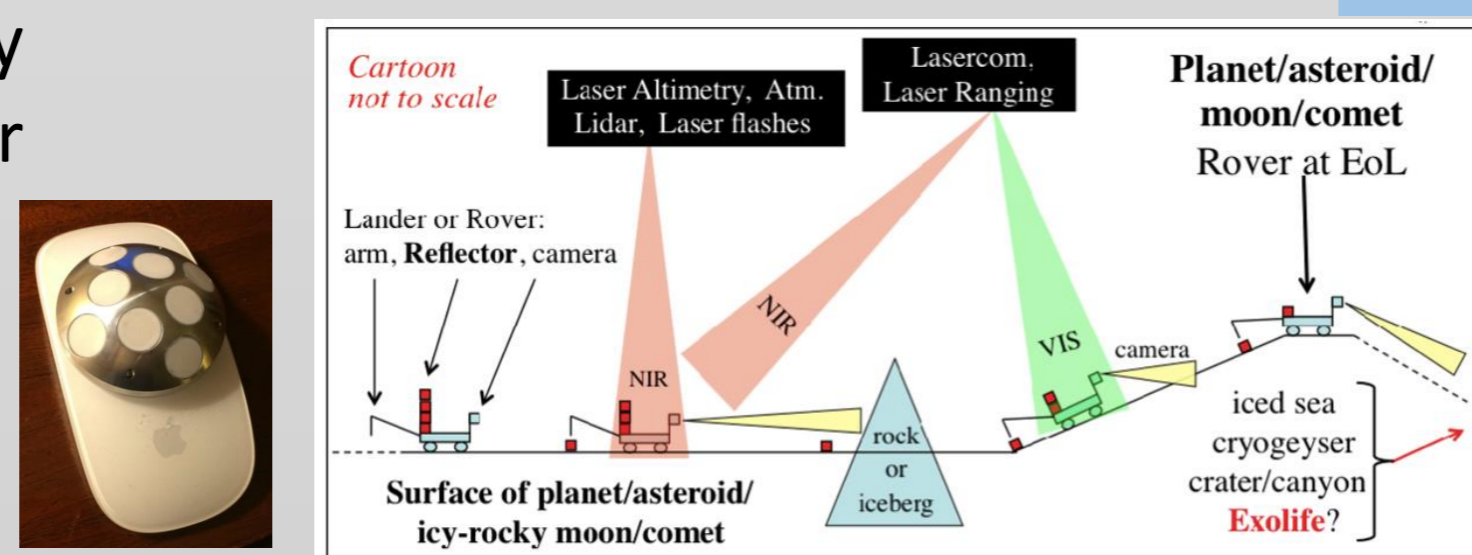 y
r
Cartoon
not to scale
Laser Altimetry, Atm.
Lidar, Laser flashes
Lasercom,
Laser Ranging
Planet/asteroid/
moon/comet
Rover at EoL
Lander or Rover:
arm, Reflector, camera
NIR
NIR
VIS
camera
rock
or
iceberg
iced sea
cryogeyser
crater/canyon
Exolife?
Surface of planet/asteroid/
icy-rocky moon/comet